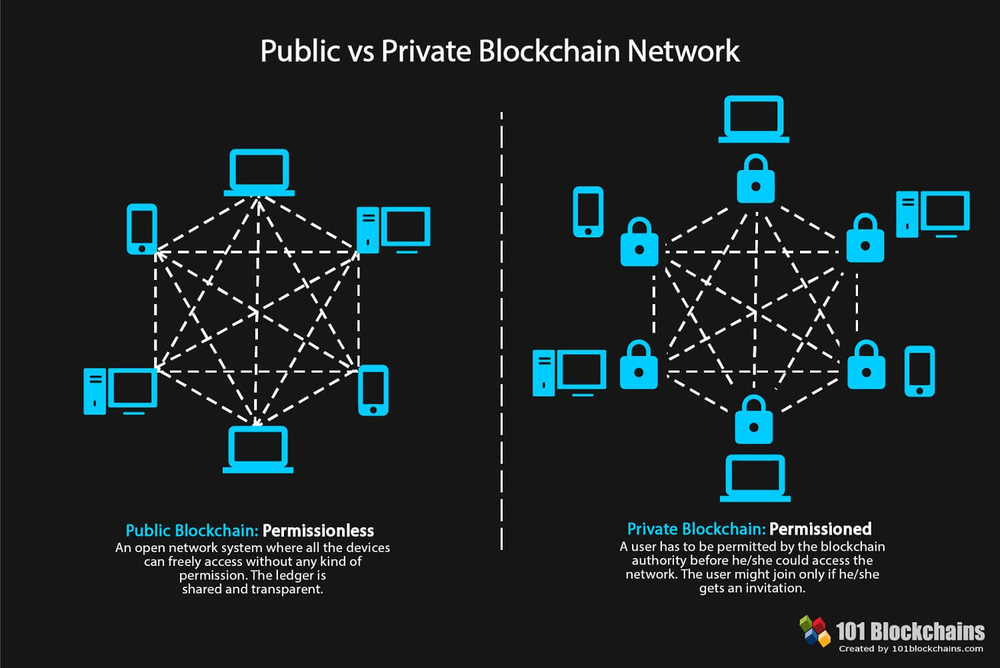 Public vs Private Blockchain Network
Public Blockchain: Permissionless
An open network system where all the devices
can freely access without any kind of
permission. The ledger is
shared and transparent.
Private Blockchain: Permissioned
A user has to be permitted by the blockchain
authority before he/she could access the
network. The user might join only if he/she
gets an invitation.
101 Blockchains
Created by 101blockchains.com